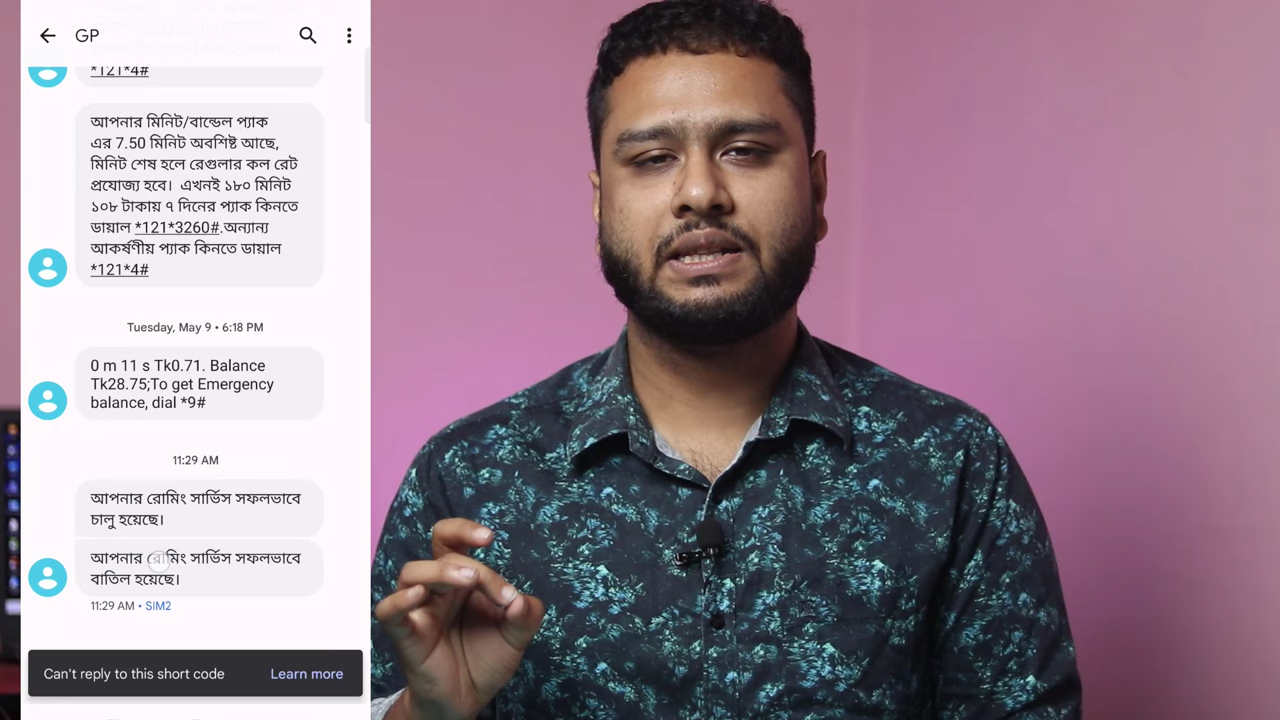 GP
*121*4#
আপনার মিনিট/বান্ডেল প্যাক
এর 7.50 মিনিট অবশিষ্ট আছে,
মিনিট শেষ হলে রেগুলার কল রেট
প্রযোজ্য হবে। এখনই ১৮০ মিনিট
১০৮ টাকায় ৭ দিনের প্যাক কিনতে
ডায়াল *121*3260#.অন্যান্য
আকর্ষণীয় প্যাক কিনতে ডায়াল
*121*4#
Tuesday, May 9 • 6:18 PM
0 m 11 s Tk0.71. Balance
Tk28.75;To get Emergency
balance, dial *9#
11:29 AM
আপনার রোমিং সার্ভিস সফলভাবে
চালু হয়েছে।
আপনার রোমিং সার্ভিস সফলভাবে
বাতিল হয়েছে।
11:29 AM • SIM2
Can't reply to this short code Learn more